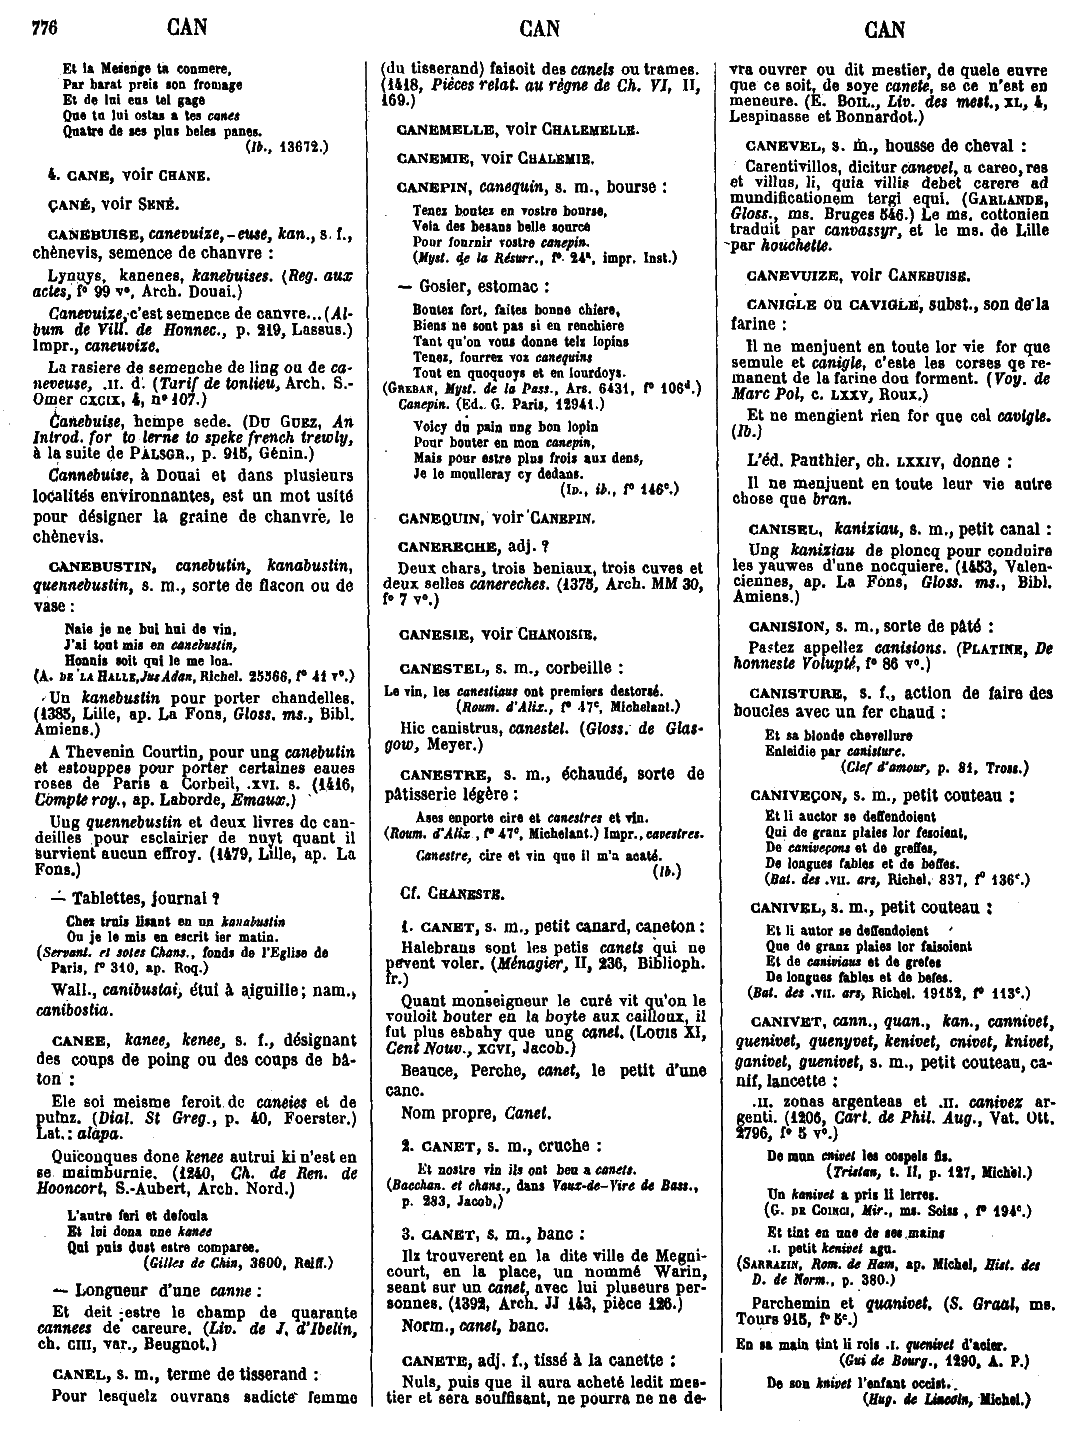 776
CAN
CAN
CAN
Et la Mesenge ta conmere,
Par barat preis son fromage
Et de lui eus tel gage
Que tu lui ostas a tes canes
Quatre de ses plus beles panes.
(Ib., 13672.)
4. CANE, voir CHANE.
ÇANÉ, voir SENÉ.
CANEBUISE, canevuize, -euse, kan., s. f.,
chènevis, semence de chanvre :
Lynuys, kanenes, kanebuises. (Reg. aux
actes, f° 99 v°, Arch. Douai.)
Canevuize, c'est semence de canvre... (Al-
bum de Vill. de Honnec., p. 219, Lassus.)
Impr., caneuvize.
La rasiere de semenche de ling ou de ca-
neveuse, .II. d. (Tarif de tonlieu, Arch. S.-
Omer CXCIX, 4, n° 107.)
Canebuise, hempe sede. (DU GUEZ, An
Introd. for to lerne to speke french trewly,
à la suite de PALSGR., p. 915, Génin.)
Cannebuise, à Douai et dans plusieurs
localités environnantes, est un mot usité
pour désigner la graine de chanvre, le
chènevis.
CANEBUSTIN, canebutin, kanabustin,
quennebustin, s. m., sorte de flacon ou de
vase :
Naie je ne bui hui de vin,
J'ai tout mis en canebustin,
Honnis soit qui le me loa.
(A. DE LA HALLE, Jus Adan, Richel. 25566, f° 41 v°.)
Un kanebustin pour porter chandelles.
(1385, Lille, ap. La Fons, Gloss. ms., Bibl.
Amiens.)
A Thevenin Courtin, pour ung canebutin
et estouppes pour porter certaines eaues
roses de Paris a Corbeil, .XVI. s. (1416,
Compte roy., ap. Laborde, Emaux.)
Uug quennebustin et deux livres de can-
deilles pour esclairier de nuyt quant il
survient aucun effroy. (1479, Lille, ap. La
Fons.)
— Tablettes, journal ?
Chez trois lisant en un kanabustin
Ou je le mis en escrit ier matin.
(Servant. et sotes Chans., fonds de l'Eglise de
Paris, f° 310, ap. Roq.)
Wall., canibustai, étui à aiguille ; nam.,
canibostia.
CANEE, kanee, kenee, s. f., désignant
des coups de poing ou des coups de bâ-
ton :
Ele soi meisme feroit de caneies et de
puinz. (Dial. St Greg., p. 40, Foerster.)
Lat. : alapa.
Quiconques done kenee autrui ki n'est en
se maimburnie. (1240, Ch. de Ren. de
Hooncort, S.-Aubert, Arch. Nord.)
L'autre feri et defoula
Et lui dona une kanee
Qui puis dust estre comparee.
(Gilles de Chin, 3600, Reiff.)
— Longueur d'une canne :
Et deit estre le champ de quarante
cannees de careure. (Liv. de J. d'Ibelin,
ch. CIII, var., Beugnot.)
CANEL, s. m., terme de tisserand :
Pour lesquelz ouvrans sadicte femme
(du tisserand) faisoit des canels ou trames.
(1418, Pièces relat. au règne de Ch. VI, II,
169.)
CANEMELLE, voir CHALEMELLE.
CANEMIE, voir CHALEMIE.
CANEPIN, canequin, s. m., bourse :
Tenez boutez en vostre bourse,
Vela des besans belle source
Pour fournir vostre canepin.
(Myst. de la Résurr., f° 24ᵃ, impr. Inst.)
— Gosier, estomac :
Boutez fort, faites bonne chiere,
Biens ne sont pas si en renchiere
Tant qu'on vous donne telz lopins
Tenez, fourrez voz canequins
Tout en quoquoys et en lourdoys.
(GREBAN, Myst. de la Pass., Ars. 6431, f° 106ᵈ.)
Canepin. (Ed. G. Paris, 12941.)
Voicy du pain ung bon lopin
Pour bouter en mon canepin,
Mais pour estre plus frois aux dens,
Je le moulleray cy dedans.
(ID., ib., f° 146ᶜ.)
CANEQUIN, voir CANEPIN.
CANERECHE, adj. ?
Deux chars, trois beniaux, trois cuves et
deux selles canereches. (1375, Arch. MM 30,
f° 7 v°.)
CANESIE, voir CHANOISIE.
CANESTEL, s. m., corbeille :
Le vin, les canestiaus ont premiers destorsé.
(Roum. d'Alix., f° 47ᶜ, Michelant.)
Hic canistrus, canestel. (Gloss. de Glas-
gow, Meyer.)
CANESTRE, s. m., échaudé, sorte de
pâtisserie légère :
Ases enporte cire et canestres et vin.
(Roum. d'Alix, f° 47ᶜ, Michelant.) Impr., cavestres.
Canestre, cire et vin que il m'a acaté.
(Ib.)
Cf. CHANESTE.
1. CANET, s. m., petit canard, caneton :
Halebrans sont les petis canets qui ne
pevent voler. (Ménagier, II, 236, Biblioph.
fr.)
Quant monseigneur le curé vit qu'on le
vouloit bouter en la boyte aux cailloux, il
fut plus esbahy que ung canet. (LOUIS XI,
Cent Nouv., XCVI, Jacob.)
Beauce, Perche, canet, le petit d'une
cane.
Nom propre, Canet.
2. CANET, s. m., cruche :
Et nostre vin ils ont beu a canets.
(Bacchan. et chans., dans Vaux-de-Vire de Bass.,
p. 283, Jacob.)
3. CANET, s. m., banc :
Ilz trouverent en la dite ville de Megni-
court, en la place, un nommé Warin,
seant sur un canet, avec lui pluseurs per-
sonnes. (1392, Arch. JJ 143, pièce 126.)
Norm., canet, banc.
CANETE, adj. f., tissé à la canette :
Nuls, puis que il aura acheté ledit mes-
tier et sera souffisant, ne pourra ne ne de-
vra ouvrer ou dit mestier, de quele euvre
que ce soit, de soye canete, se ce n'est en
meneure. (E. BOIL., Liv. des mest., XL, 4,
Lespinasse et Bonnardot.)
CANEVEL, s. m., housse de cheval :
Carentivillos, dicitur canevel, a careo, res
et villus, li, quia villis debet carere ad
mundificationem tergi equi. (GARLANDE,
Gloss., ms. Bruges 546.) Le ms. cottonien
traduit par canvassyr, et le ms. de Lille
par houchette.
CANEVUIZE, voir CANEBUISE.
CANIGLE OU CAVIGLE, subst., son de la
farine :
Il ne menjuent en toute lor vie for que
semule et canigle, c'este les corses qe re-
manent de la farine dou forment. (Voy. de
Marc Pol, c. LXXV, Roux.)
Et ne mengient rien for que cel cavigle.
(Ib.)
L'éd. Pauthier, ch. LXXIV, donne :
Il ne menjuent en toute leur vie autre
chose que bran.
CANISEL, kaniziau, s. m., petit canal :
Ung kaniziau de ploncq pour conduire
les yauwes d'une nocquiere. (1453, Valen-
ciennes, ap. La Fons, Gloss. ms., Bibl.
Amiens.)
CANISION, s. m., sorte de pâté :
Pastez appellez canisions. (PLATINE, De
honneste Volupté, f° 86 v°.)
CANISTURE, s. f., action de faire des
boucles avec un fer chaud :
Et sa blonde chevellure
Enleidie par canisture.
(Clef d'amour, p. 81, Tross.)
CANIVEÇON, s. m., petit couteau :
Et li auctor se deffendoient
Qui de granz plaies lor fesoient,
De caniveçons et de greffes,
De longues fables et de beffes.
(Bat. des .VII. ars, Richel. 837, f° 136ᶜ.)
CANIVEL, s. m., petit couteau :
Et li autor se deffendoient
Que de granz plaies lor faisoient
Et de caniviaus et de grefes
De longues fables et de befes.
(Bat. des .VII. ars, Richel. 19152, f° 113ᶜ.)
CANIVET, cann., quan., kan., cannivet,
quenivet, quenyvet, kenivet, cnivet, knivet,
ganivet, guenivet, s. m., petit couteau, ca-
nif, lancette :
.II. zonas argenteas et .II. canivez ar-
genti. (1206, Cart. de Phil. Aug., Vat. Ott.
2796, f° 5 v°.)
De mun cnivet les cospels fis.
(Tristan, t. II, p. 127, Michel.)
Un kanivet a pris li lerres.
(G. DE COINCI, Mir., ms. Soiss., f° 194ᶜ.)
Et tint en une de ses mains
.I. petit kenivet agu.
(SARRAZIN, Rom. de Ham, ap. Michel, Hist. des
D. de Norm., p. 380.)
Parchemin et quanivet. (S. Graal, ms.
Tours 915, f° 5ᶜ.)
En sa main tint li rois .I. quenivet d'acier.
(Gui de Bourg., 1290, A. P.)
De son knivet l'enfant occist.
(Hug. de Lincoln, Michel.)